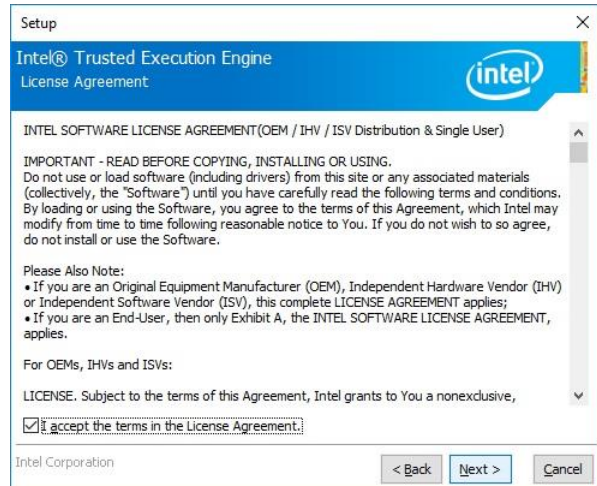 Setup
Intel® Trusted Execution Engine
License Agreement
intel
INTEL SOFTWARE LICENSE AGREEMENT(OEM / IHV / ISV Distribution & Single User)
IMPORTANT - READ BEFORE COPYING, INSTALLING OR USING.
Do not use or load software (including drivers) from this site or any associated materials
(collectively, the "Software") until you have carefully read the following terms and conditions.
By loading or using the Software, you agree to the terms of this Agreement, which Intel may
modify from time to time following reasonable notice to You. If you do not wish to so agree,
do not install or use the Software.
Please Also Note:
• If you are an Original Equipment Manufacturer (OEM), Independent Hardware Vendor (IHV)
or Independent Software Vendor (ISV), this complete LICENSE AGREEMENT applies;
• If you are an End-User, then only Exhibit A, the INTEL SOFTWARE LICENSE AGREEMENT,
applies.
For OEMs, IHVs and ISVs:
LICENSE. Subject to the terms of this Agreement, Intel grants to You a nonexclusive,
I accept the terms in the License Agreement.
Intel Corporation
< Back Next > Cancel